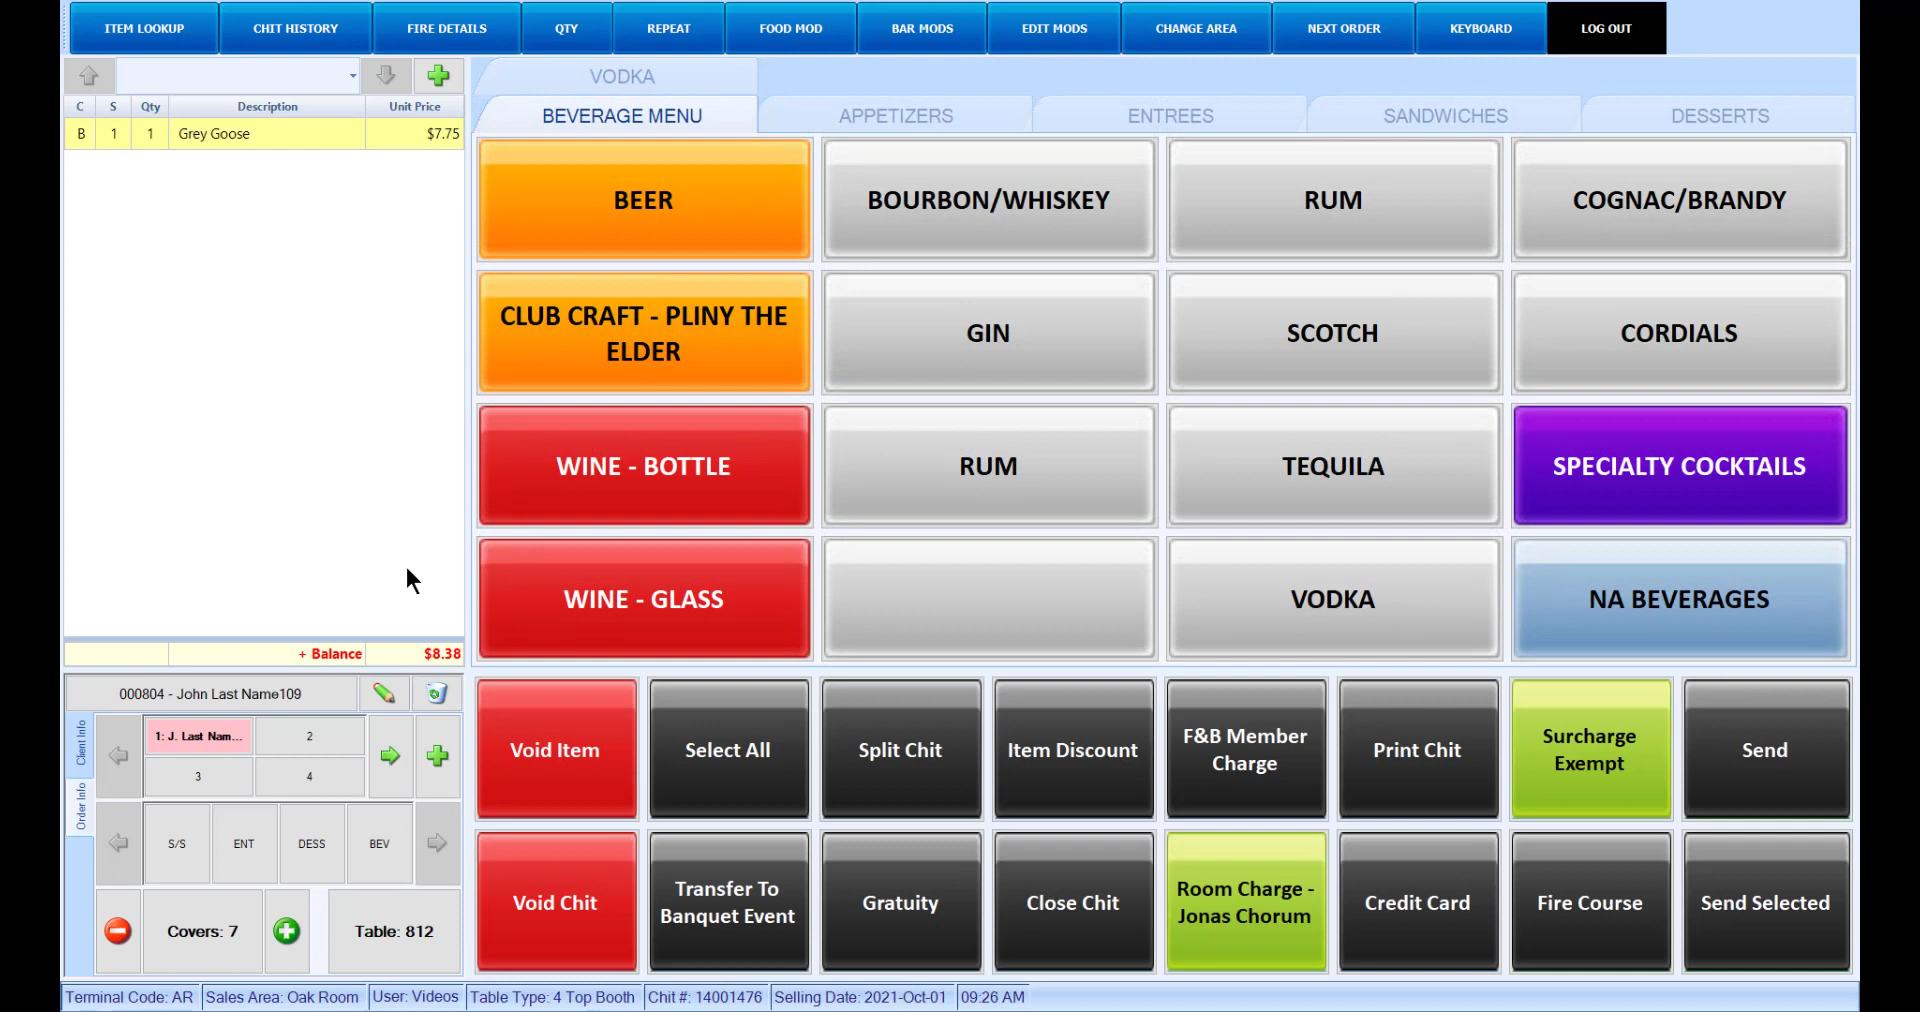 ITEM LOOKUP CHIT HISTORY FIRE DETAILS QTY REPEAT FOOD MOD BAR MODS EDIT MODS CHANGE AREA NEXT ORDER KEYBOARD LOG OUT
VODKA
BEVERAGE MENU APPETIZERS ENTREES SANDWICHES DESSERTS
C S Qty Description Unit Price
B 1 1 Grey Goose $7.75
+ Balance $8.38
BEER BOURBON/WHISKEY RUM COGNAC/BRANDY
CLUB CRAFT - PLINY THE
ELDER
GIN SCOTCH CORDIALS
WINE - BOTTLE RUM TEQUILA SPECIALTY COCKTAILS
WINE - GLASS VODKA NA BEVERAGES
000804 - John Last Name109
Client Info
Order Info
1: J. Last Nam... 2
3 4
S/S ENT DESS BEV
Covers: 7 Table: 812
Void Item
Select All
Split Chit
Item Discount
F&B Member
Charge
Print Chit
Surcharge
Exempt
Send
Void Chit
Transfer To
Banquet Event
Gratuity
Close Chit
Room Charge -
Jonas Chorum
Credit Card
Fire Course
Send Selected
Terminal Code: AR Sales Area: Oak Room User: Videos Table Type: 4 Top Booth Chit #: 14001476 Selling Date: 2021-Oct-01 09:26 AM